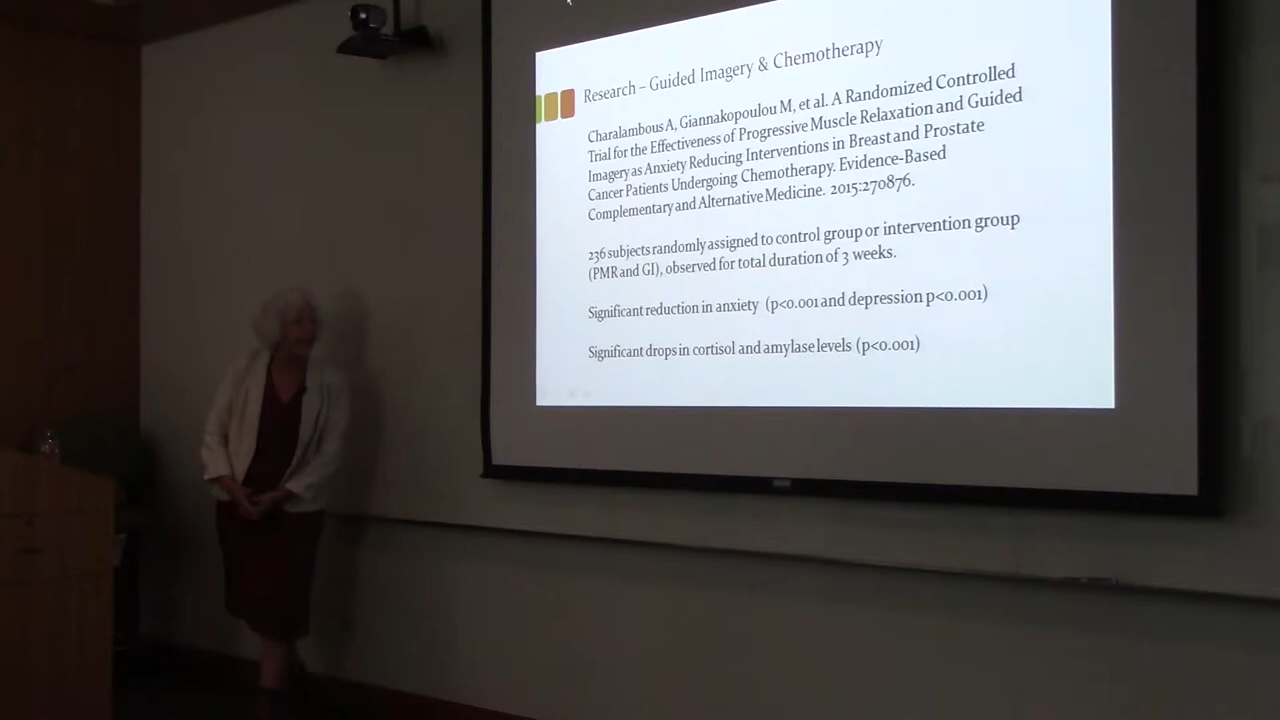 Research – Guided Imagery & Chemotherapy
Charalambous A, Giannakopoulou M, et al. A Randomized Controlled
Trial for the Effectiveness of Progressive Muscle Relaxation and Guided
Imagery as Anxiety Reducing Interventions in Breast and Prostate
Cancer Patients Undergoing Chemotherapy. Evidence-Based
Complementary and Alternative Medicine. 2015:270876.
236 subjects randomly assigned to control group or intervention group
(PMR and GI), observed for total duration of 3 weeks.
Significant reduction in anxiety (p<0.001 and depression p<0.001)
Significant drops in cortisol and amylase levels (p<0.001)